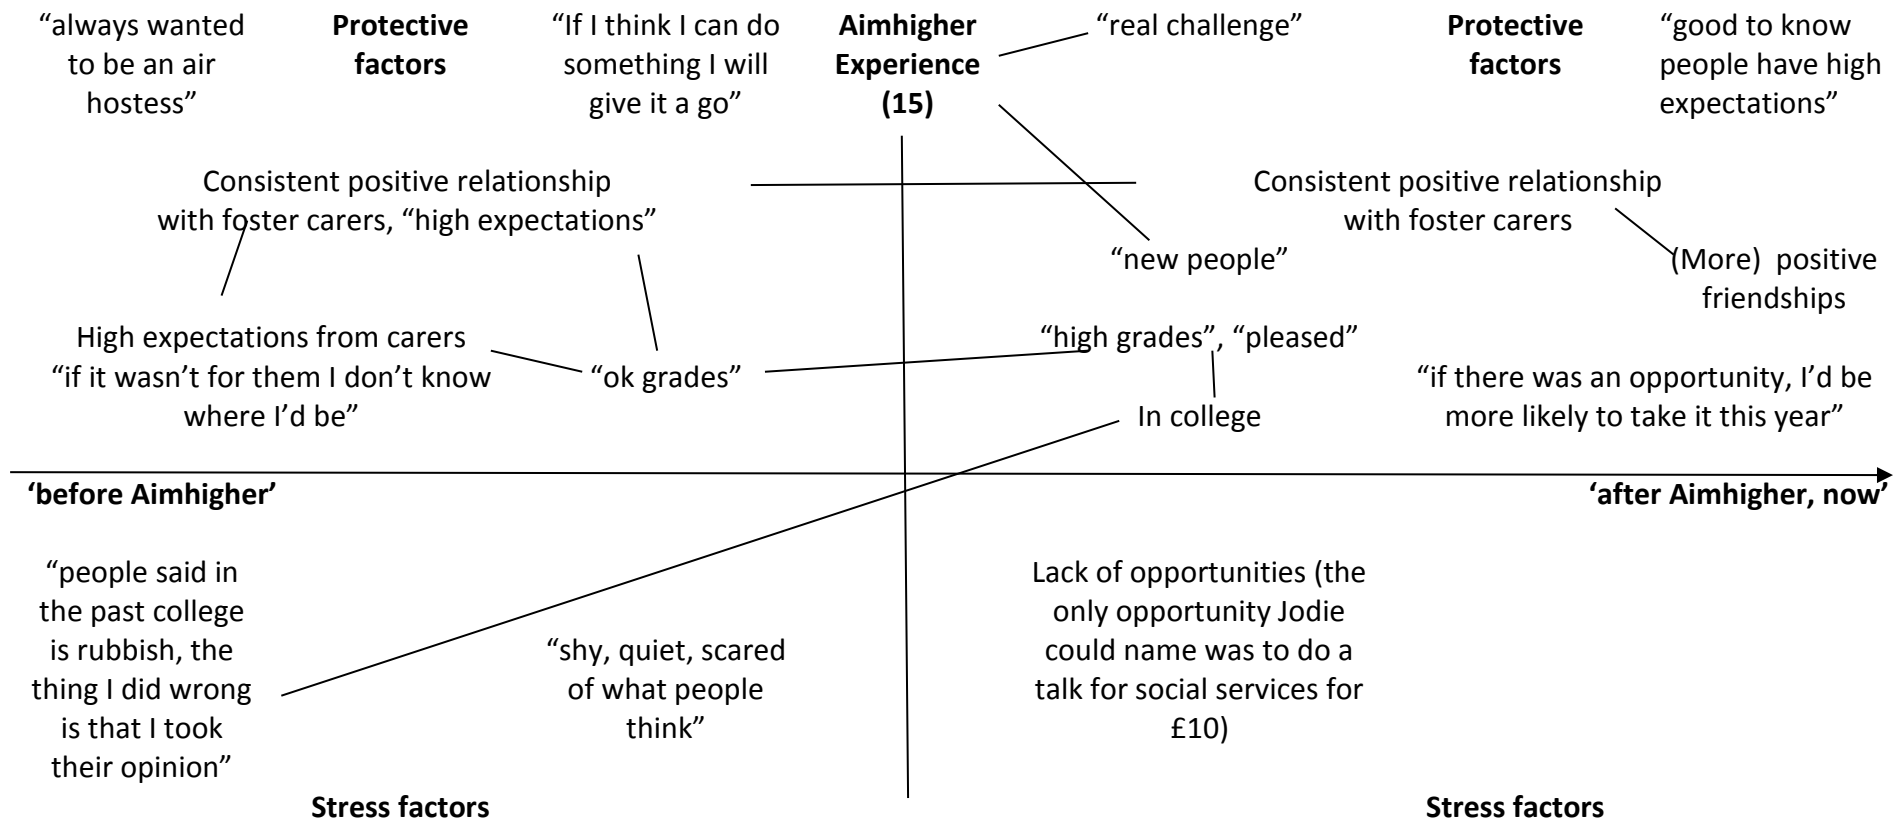 “always wanted
to be an air
hostess”
Protective
factors
“If I think I can do
something I will
give it a go”
Aimhigher
Experience
(15)
“real challenge”
Protective
factors
“good to know
people have high
expectations”
Consistent positive relationship
with foster carers, “high expectations”
Consistent positive relationship
with foster carers
“new people”
(More) positive
friendships
High expectations from carers
“if it wasn’t for them I don’t know
where I’d be”
“ok grades”
“high grades”, “pleased”
In college
“if there was an opportunity, I’d be
more likely to take it this year”
‘before Aimhigher’
‘after Aimhigher, now’
“people said in
the past college
is rubbish, the
thing I did wrong
is that I took
their opinion”
“shy, quiet, scared
of what people
think”
Lack of opportunities (the
only opportunity Jodie
could name was to do a
talk for social services for
£10)
Stress factors
Stress factors